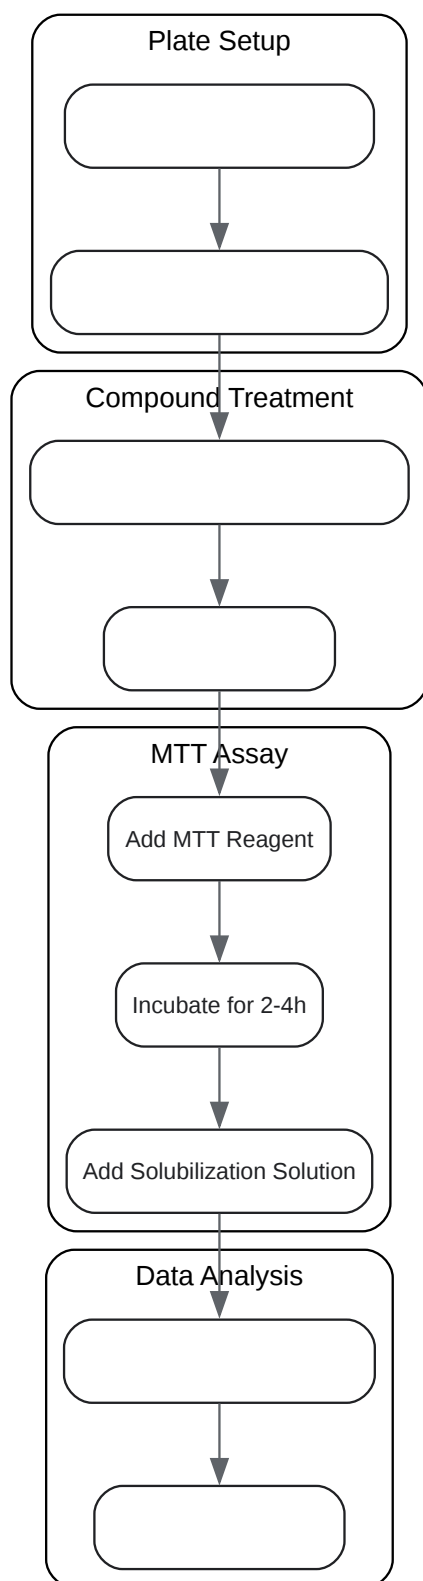 Plate Setup
Compound Treatment
MTT Assay
Add MTT Reagent
Incubate for 2-4h
Add Solubilization Solution
Data Analysis